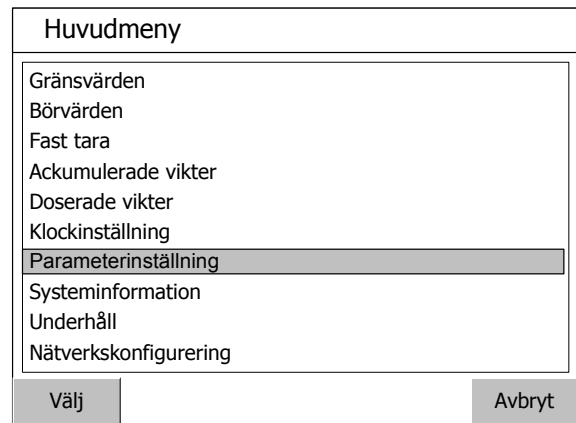 Huvudmeny
Gränsvärden
Börvärden
Fast tara
Ackumulerade vikter
Doserade vikter
Klockinställning
Parameterinställning
Systeminformation
Underhåll
Nätverkskonfigurering
Välj
Avbryt